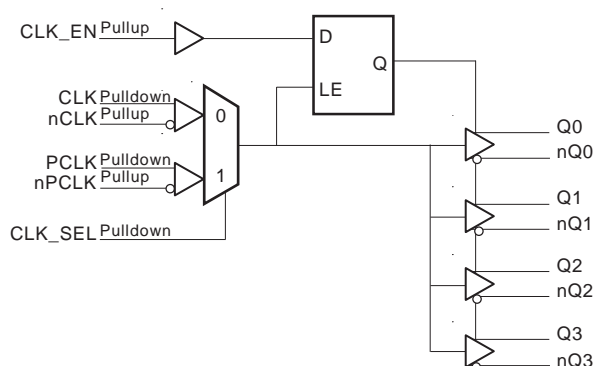 CLK_EN Pullup
D
Q
LE
CLK Pulldown
nCLK Pullup
0
PCLK Pulldown
nPCLK Pullup
1
CLK_SEL Pulldown
Q0
nQ0
Q1
nQ1
Q2
nQ2
Q3
nQ3